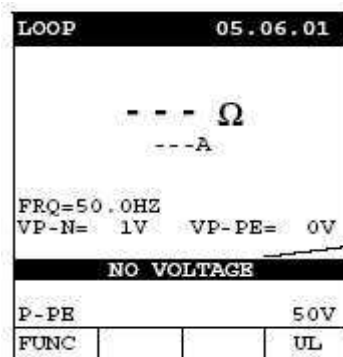 LOOP 05.06.01
--- Ω
---A
FRQ=50.0HZ
VP-N= 1V VP-PE= 0V
NO VOLTAGE
P-PE 50V
FUNC UL